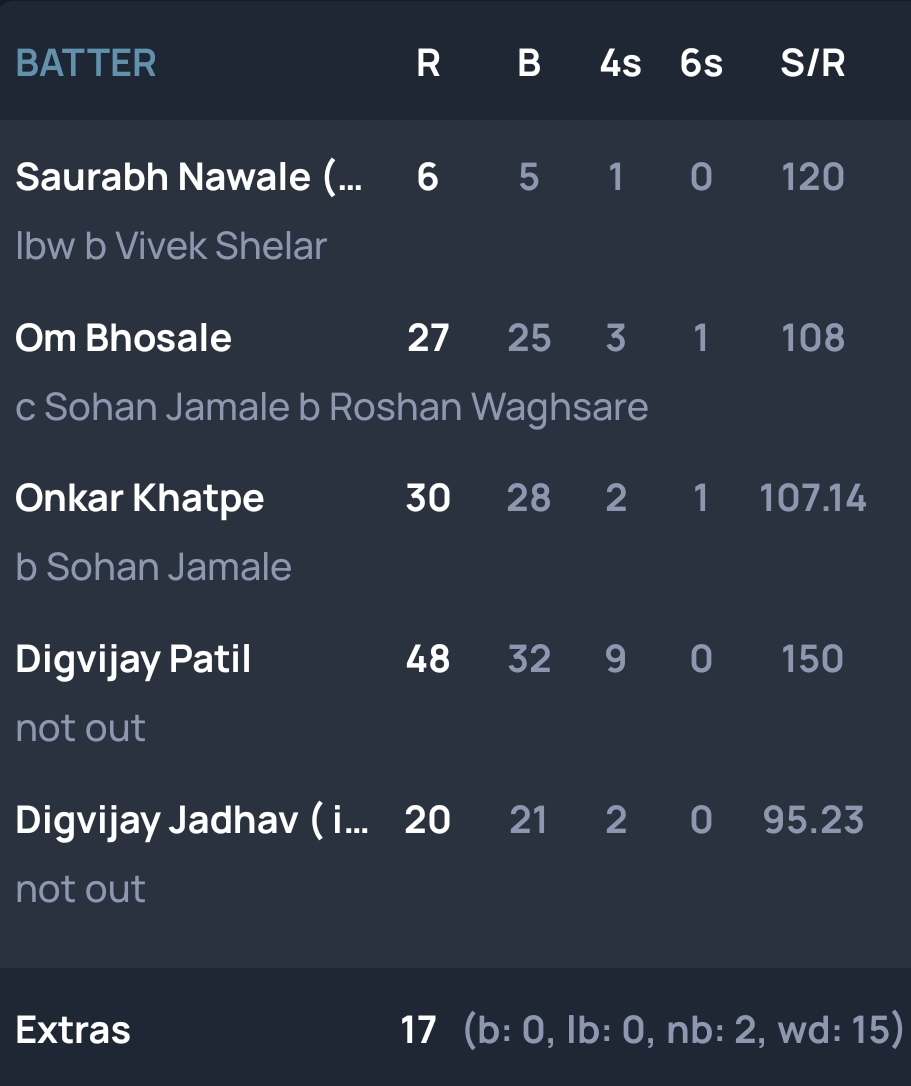 BATTER R B 4s 6s S/R
Saurabh Nawale (... 6 5 1 0 120
lbw b Vivek Shelar
Om Bhosale 27 25 3 1 108
c Sohan Jamale b Roshan Waghsare
Onkar Khatpe 30 28 2 1 107.14
b Sohan Jamale
Digvijay Patil 48 32 9 0 150
not out
Digvijay Jadhav ( i... 20 21 2 0 95.23
not out
Extras 17 (b: 0, lb: 0, nb: 2, wd: 15)